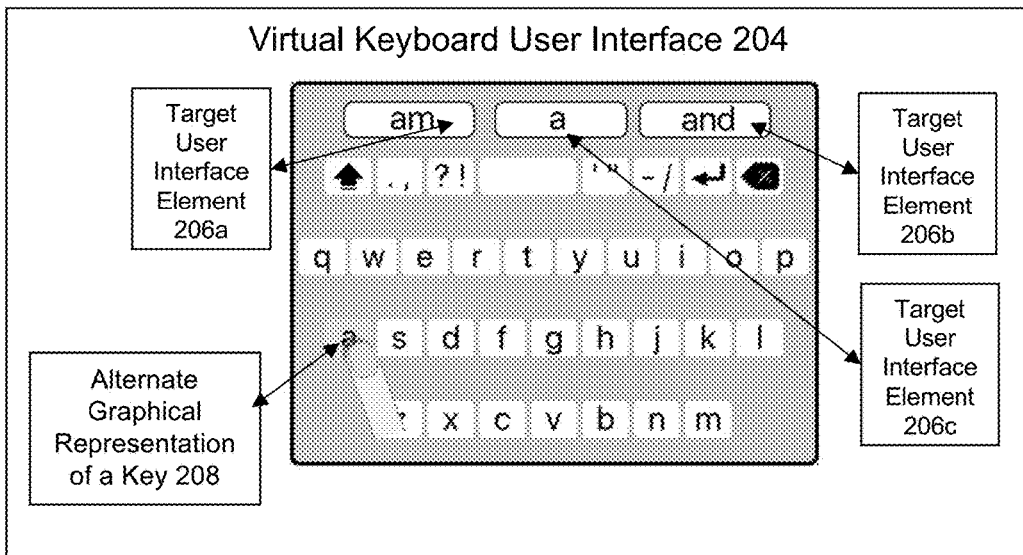 Virtual Keyboard User Interface 204
Target
User
Interface
Element
206a
am a and
Target
User
Interface
Element
206b
. , ? ! ' " - /
q w e r t y u i o p
a s d f g h j k l
Alternate
Graphical
Representation
of a Key 208
z x c v b n m
Target
User
Interface
Element
206c